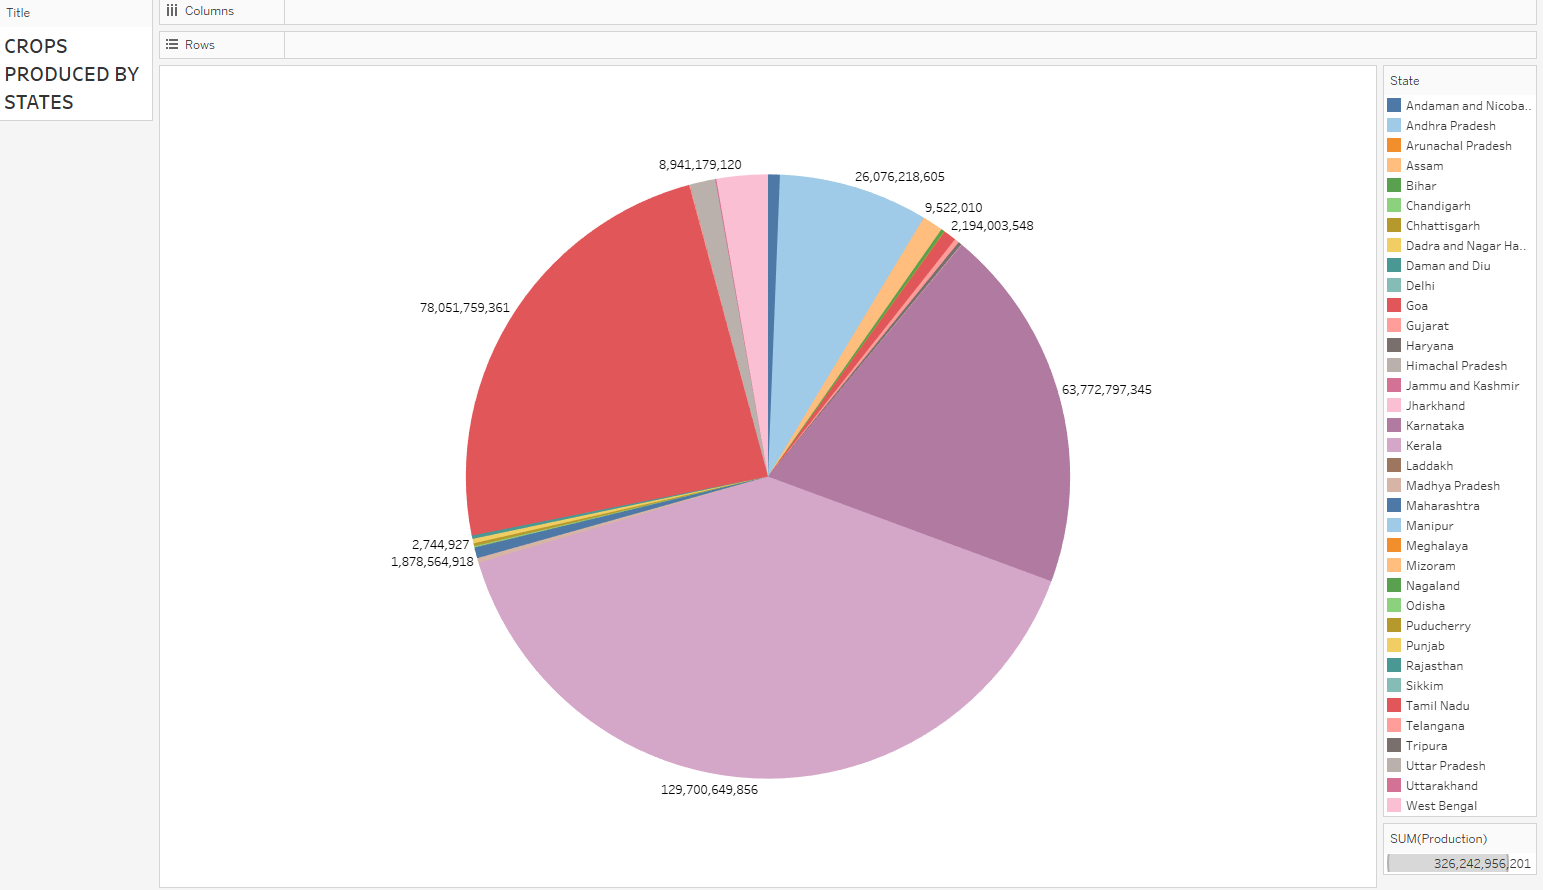 Title
CROPS
PRODUCED BY
STATES
Columns
Rows
8,941,179,120
26,076,218,605
9,522,010
2,194,003,548
78,051,759,361
63,772,797,345
2,744,927
1,878,564,918
129,700,649,856
State
Andaman and Nicoba..
Andhra Pradesh
Arunachal Pradesh
Assam
Bihar
Chandigarh
Chhattisgarh
Dadra and Nagar Ha..
Daman and Diu
Delhi
Goa
Gujarat
Haryana
Himachal Pradesh
Jammu and Kashmir
Jharkhand
Karnataka
Kerala
Laddakh
Madhya Pradesh
Maharashtra
Manipur
Meghalaya
Mizoram
Nagaland
Odisha
Puducherry
Punjab
Rajasthan
Sikkim
Tamil Nadu
Telangana
Tripura
Uttar Pradesh
Uttarakhand
West Bengal
SUM(Production)
326,242,956,201